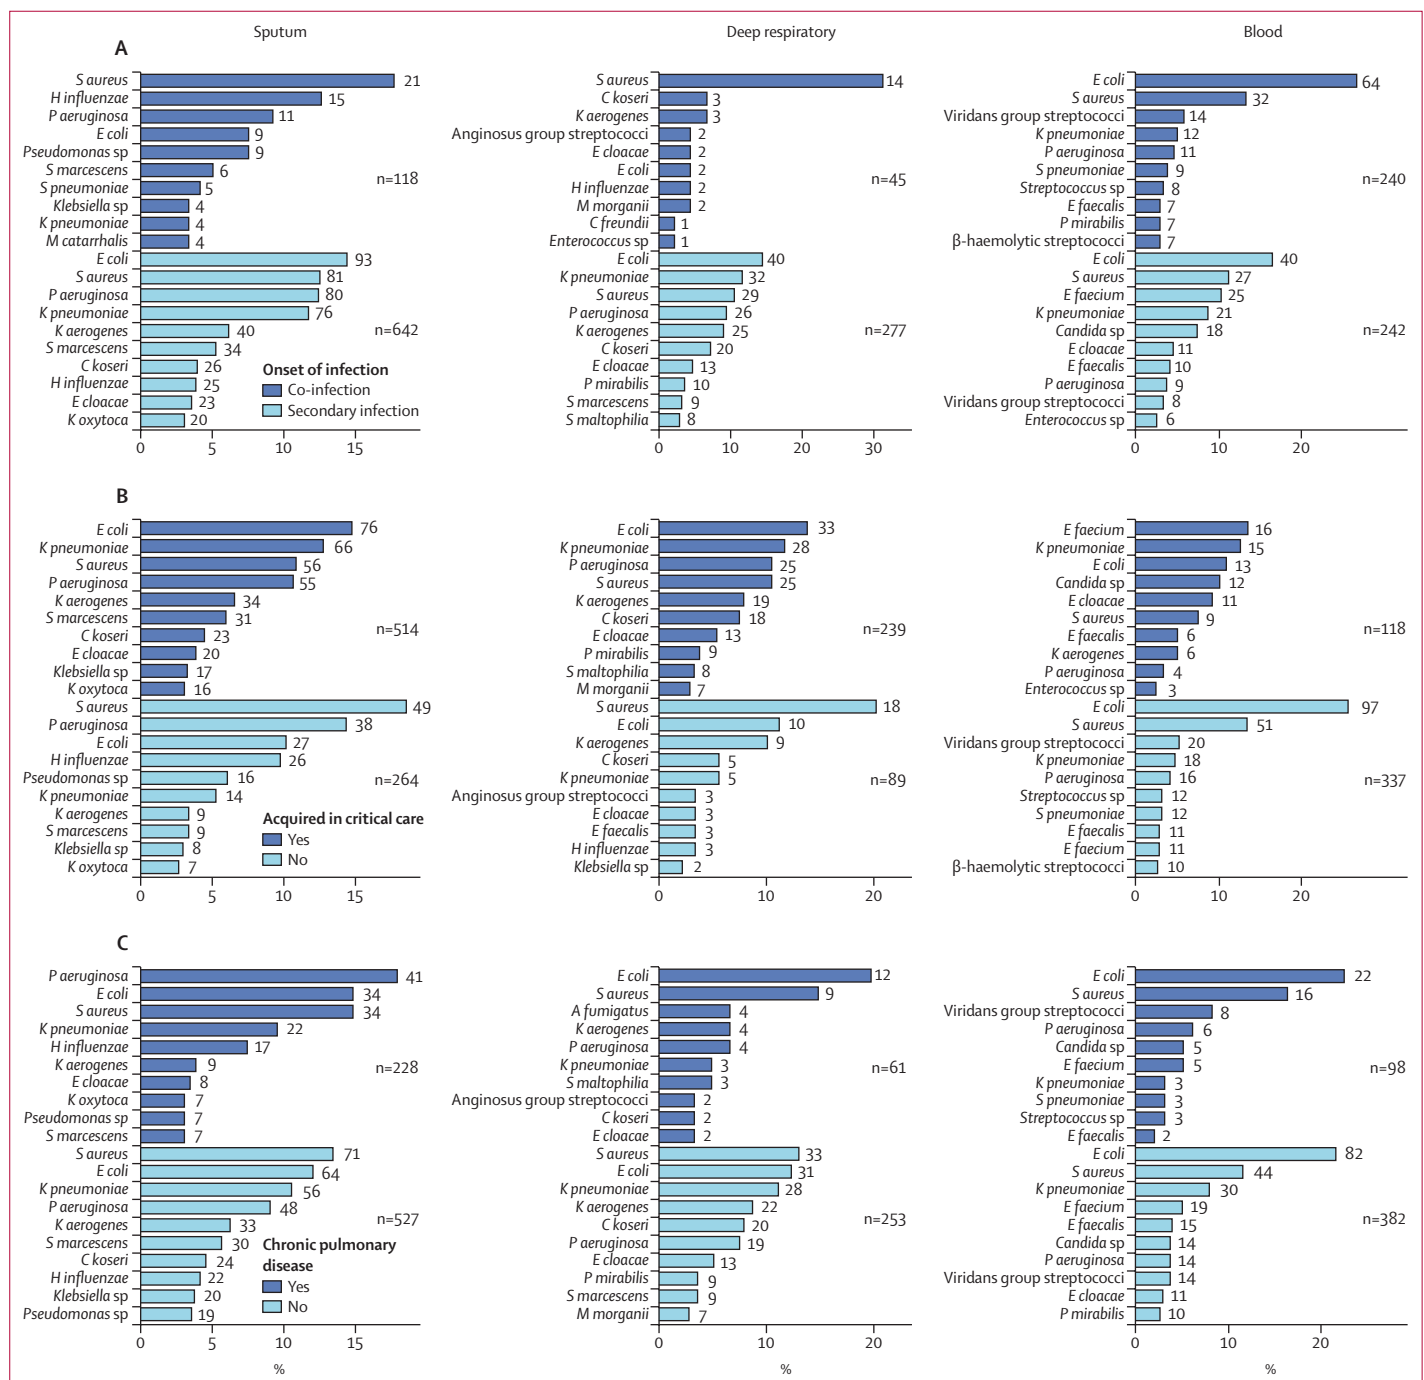 Sputum
Deep respiratory
Blood
A
S aureus 21
H influenzae 15
P aeruginosa 11
E coli 9
Pseudomonas sp 9
S marcescens 6
S pneumoniae 5
Klebsiella sp 4
K pneumoniae 4
M catarrhalis 4
n=118
E coli 93
S aureus 81
P aeruginosa 80
K pneumoniae 76
K aerogenes 40
S marcescens 34
C koseri 26
H influenzae 25
E cloacae 23
K oxytoca 20
n=642
Onset of infection
Co-infection
Secondary infection
0 5 10 15
S aureus 14
C koseri 3
K aerogenes 3
Anginosus group streptococci 2
E cloacae 2
E coli 2
H influenzae 2
M morganii 2
C freundii 1
Enterococcus sp 1
n=45
E coli 40
K pneumoniae 32
S aureus 29
P aeruginosa 26
K aerogenes 25
C koseri 20
E cloacae 13
P mirabilis 10
S marcescens 9
S maltophilia 8
n=277
0 10 20 30
E coli 64
S aureus 32
Viridans group streptococci 14
K pneumoniae 12
P aeruginosa 11
S pneumoniae 9
Streptococcus sp 8
E faecalis 7
P mirabilis 7
β-haemolytic streptococci 7
n=240
E coli 40
S aureus 27
E faecium 25
K pneumoniae 21
Candida sp 18
E cloacae 11
E faecalis 10
P aeruginosa 9
Viridans group streptococci 8
Enterococcus sp 6
n=242
0 10 20
B
E coli 76
K pneumoniae 66
S aureus 56
P aeruginosa 55
K aerogenes 34
S marcescens 31
C koseri 23
E cloacae 20
Klebsiella sp 17
K oxytoca 16
n=514
S aureus 49
P aeruginosa 38
E coli 27
H influenzae 26
Pseudomonas sp 16
K pneumoniae 14
K aerogenes 9
S marcescens 9
Klebsiella sp 8
K oxytoca 7
n=264
Acquired in critical care
Yes
No
0 5 10 15
E coli 33
K pneumoniae 28
P aeruginosa 25
S aureus 25
K aerogenes 19
C koseri 18
E cloacae 13
P mirabilis 9
S maltophilia 8
M morganii 7
n=239
S aureus 18
E coli 10
K aerogenes 9
C koseri 5
K pneumoniae 5
Anginosus group streptococci 3
E cloacae 3
E faecalis 3
H influenzae 3
Klebsiella sp 2
n=89
0 10 20
E faecium 16
K pneumoniae 15
E coli 13
Candida sp 12
E cloacae 11
S aureus 9
E faecalis 6
K aerogenes 6
P aeruginosa 4
Enterococcus sp 3
n=118
E coli 97
S aureus 51
Viridans group streptococci 20
K pneumoniae 18
P aeruginosa 16
Streptococcus sp 12
S pneumoniae 12
E faecalis 11
E faecium 11
β-haemolytic streptococci 10
n=337
0 10 20
C
P aeruginosa 41
E coli 34
S aureus 34
K pneumoniae 22
H influenzae 17
K aerogenes 9
E cloacae 8
K oxytoca 7
Pseudomonas sp 7
S marcescens 7
n=228
S aureus 71
E coli 64
K pneumoniae 56
P aeruginosa 48
K aerogenes 33
S marcescens 30
C koseri 24
H influenzae 22
Klebsiella sp 20
Pseudomonas sp 19
n=527
Chronic pulmonary
disease
Yes
No
0 5 10 15
%
E coli 12
S aureus 9
A fumigatus 4
K aerogenes 4
P aeruginosa 4
K pneumoniae 3
S maltophilia 3
Anginosus group streptococci 2
C koseri 2
E cloacae 2
n=61
S aureus 33
E coli 31
K pneumoniae 28
K aerogenes 22
C koseri 20
P aeruginosa 19
E cloacae 13
P mirabilis 9
S marcescens 9
M morganii 7
n=253
0 10 20
%
E coli 22
S aureus 16
Viridans group streptococci 8
P aeruginosa 6
Candida sp 5
E faecium 5
K pneumoniae 3
S pneumoniae 3
Streptococcus sp 3
E faecalis 2
n=98
E coli 82
S aureus 44
K pneumoniae 30
E faecium 19
E faecalis 15
Candida sp 14
P aeruginosa 14
Viridans group streptococci 14
E cloacae 11
P mirabilis 10
n=382
0 10 20
%